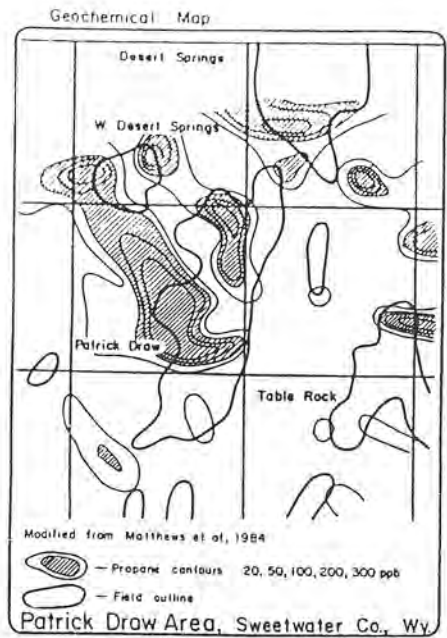 Geochemical Map
Desert Springs
W. Desert Springs
Patrick Draw
Table Rock
Modified from Matthews et al, 1984
— Propane contours 20, 50, 100, 200, 300 ppb
— Field outline
Patrick Draw Area, Sweetwater Co., Wy.